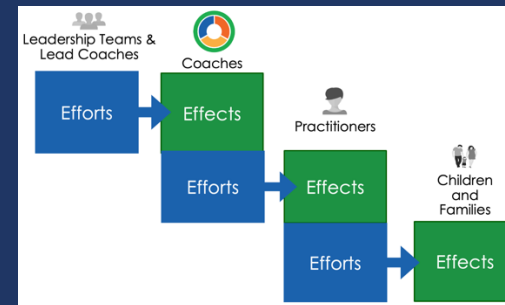 Leadership Teams &
Lead Coaches
Coaches
Efforts
Effects
Practitioners
Efforts
Effects
Children
and
Families
Efforts
Effects